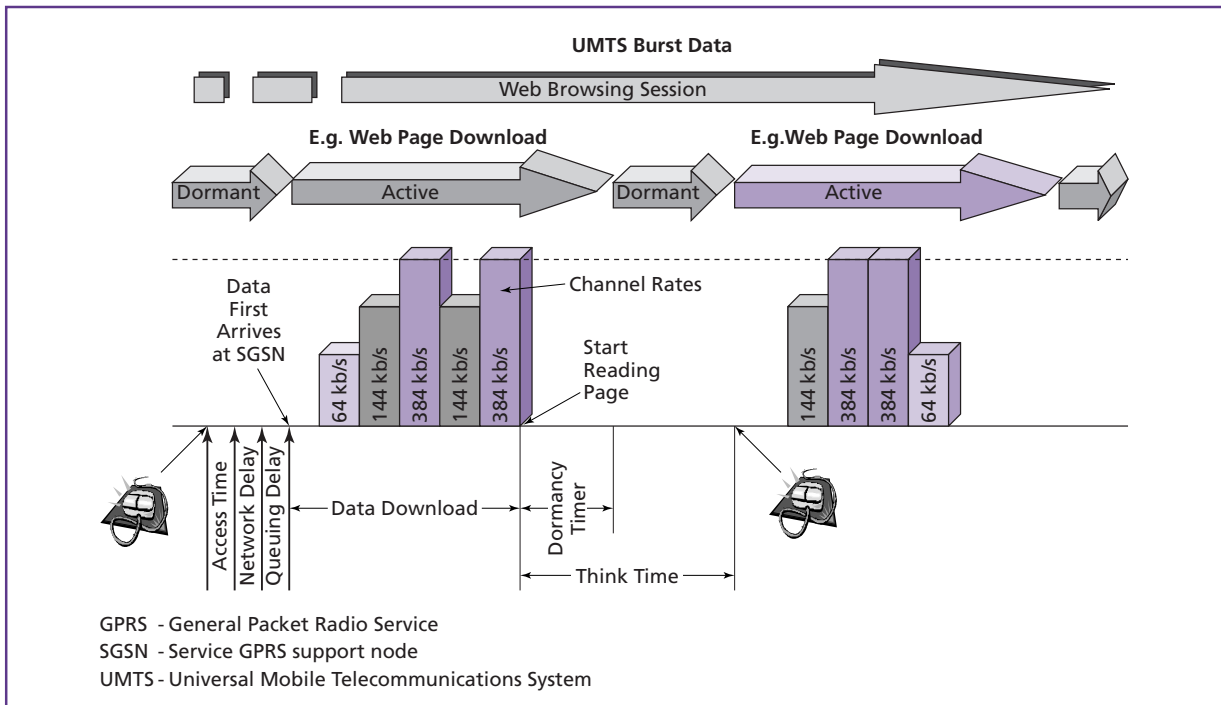 UMTS Burst Data
Web Browsing Session
E.g. Web Page Download
E.g.Web Page Download
Dormant
Active
Dormant
Active
Data
First
Arrives
at SGSN
64 kb/s
144 kb/s
384 kb/s
144 kb/s
384 kb/s
Channel Rates
Start
Reading
Page
144 kb/s
384 kb/s
384 kb/s
64 kb/s
Access Time
Network Delay
Queuing Delay
Data Download
Dormancy
Timer
Think Time
GPRS - General Packet Radio Service
SGSN - Service GPRS support node
UMTS - Universal Mobile Telecommunications System